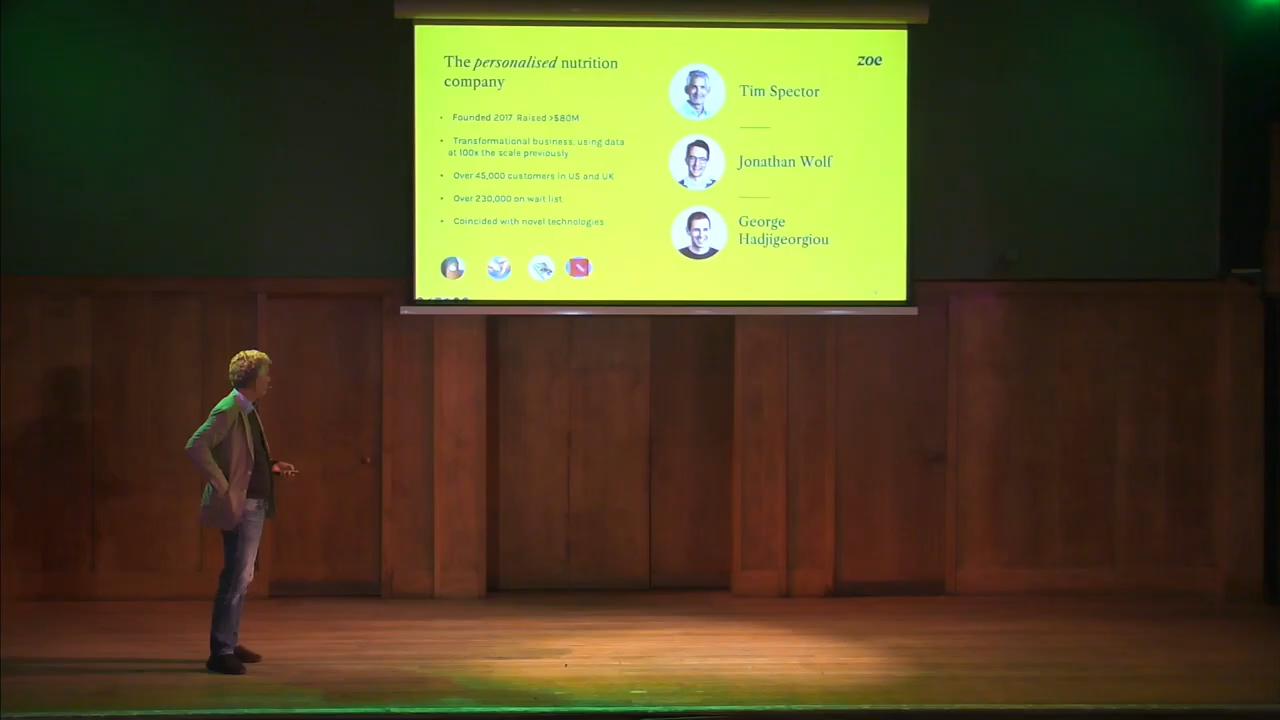 The personalised nutrition
company
• Founded 2017 Raised >$80M
• Transformational business, using data
at 100x the scale previously
• Over 45,000 customers in US and UK
• Over 230,000 on wait list
• Coincided with novel technologies
zoe
Tim Spector
Jonathan Wolf
George
Hadjigeorgiou